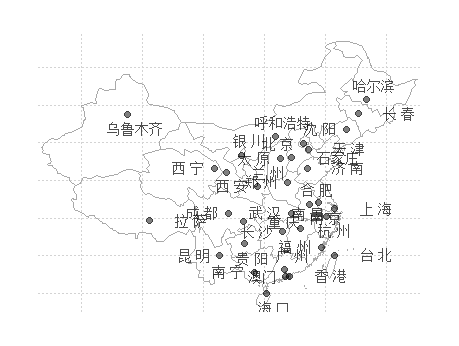 哈尔滨
长春
乌鲁木齐
呼和浩特
沈阳
银川
北京
天津
太原
石家庄
西宁
济南
兰州
西安
郑州
合肥
成都
武汉
南昌
上海
拉萨
重庆
南京
长沙
杭州
福州
昆明
贵阳
广州
台北
南宁
澳门
香港
海口